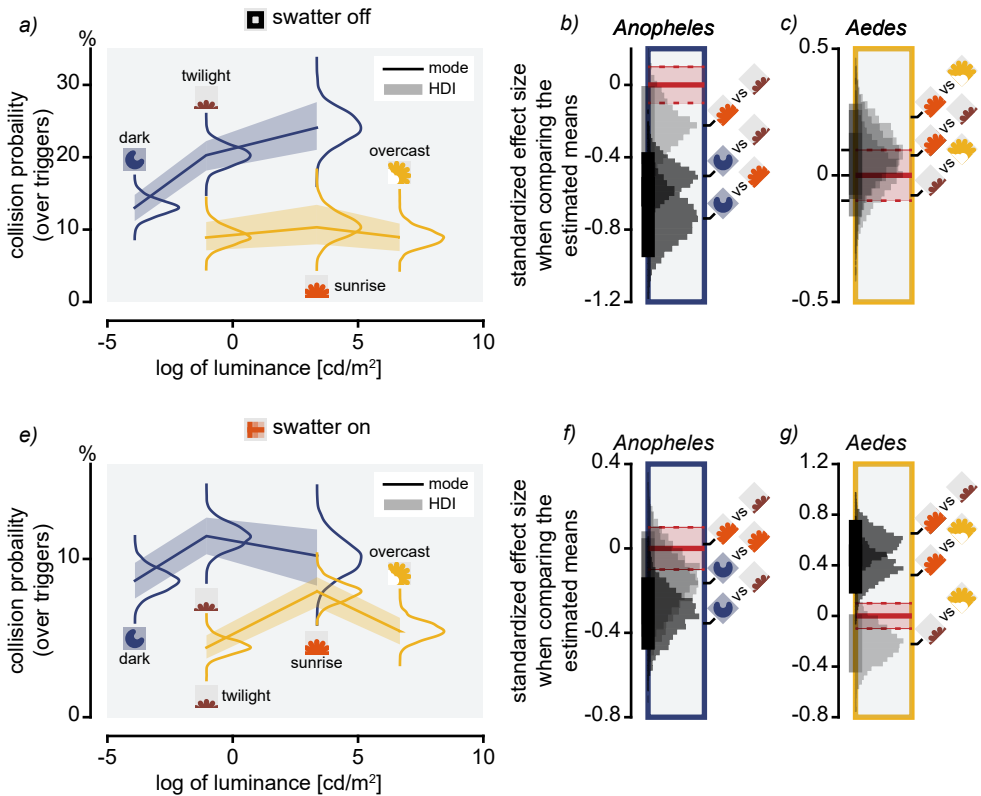 a)
swatter off
b)
Anopheles
c)
Aedes
%
30
20
10
0
collision probaility
(over triggers)
dark
twilight
mode
HDI
overcast
sunrise
-5
0
5
10
log of luminance [cd/m²]
standardized effect size
when comparing the
estimated means
0
-0.4
-0.8
-1.2
vs
vs
vs
0.5
0
-0.5
vs
vs
vs
e)
swatter on
f)
Anopheles
g)
Aedes
%
10
0
collision probaility
(over triggers)
mode
HDI
overcast
dark
sunrise
twilight
-5
0
5
10
log of luminance [cd/m²]
standardized effect size
when comparing the
estimated means
0.4
0
-0.4
-0.8
vs
vs
vs
1.2
0.8
0.4
0
-0.4
-0.8
vs
vs
vs